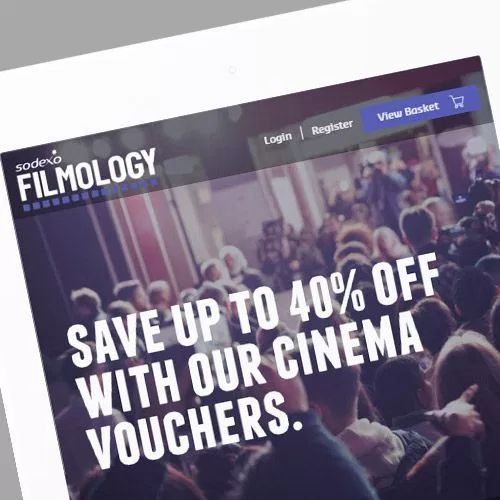 sodexo
FILMOLOGY
Login | Register
View Basket
SAVE UP TO 40% OFF
WITH OUR CINEMA
VOUCHERS.